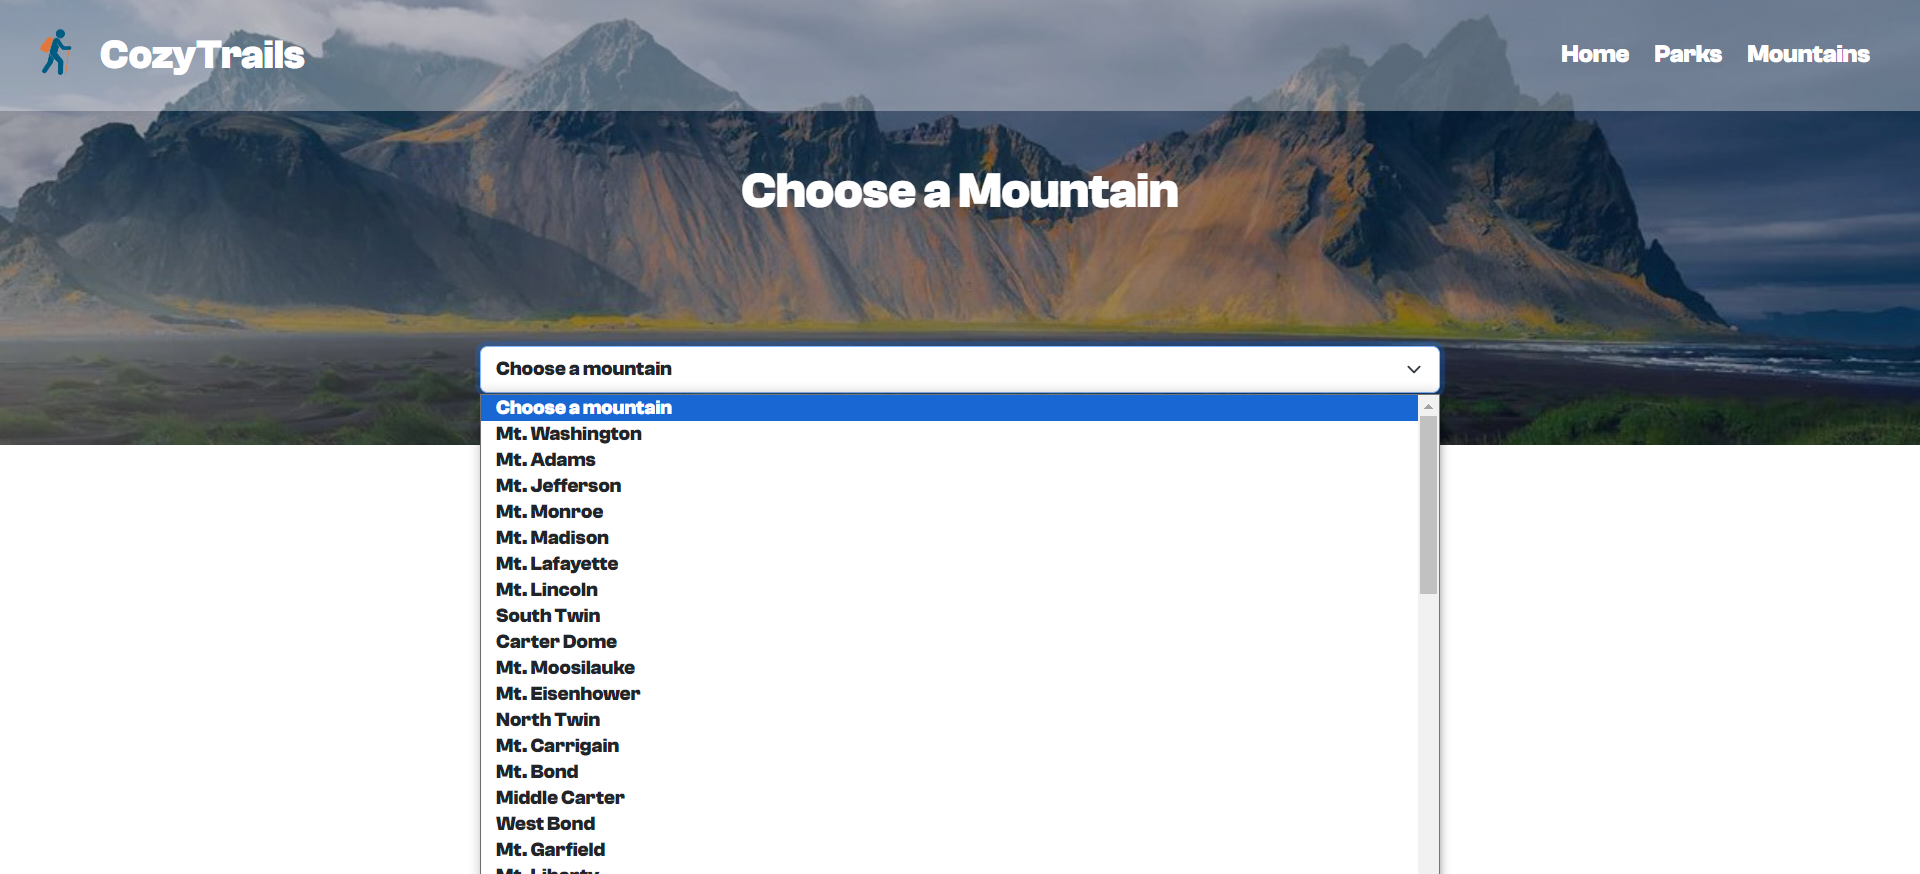 CozyTrails
Home Parks Mountains
Choose a Mountain
Choose a mountain
Choose a mountain
Mt. Washington
Mt. Adams
Mt. Jefferson
Mt. Monroe
Mt. Madison
Mt. Lafayette
Mt. Lincoln
South Twin
Carter Dome
Mt. Moosilauke
Mt. Eisenhower
North Twin
Mt. Carrigain
Mt. Bond
Middle Carter
West Bond
Mt. Garfield
Mt. Liberty